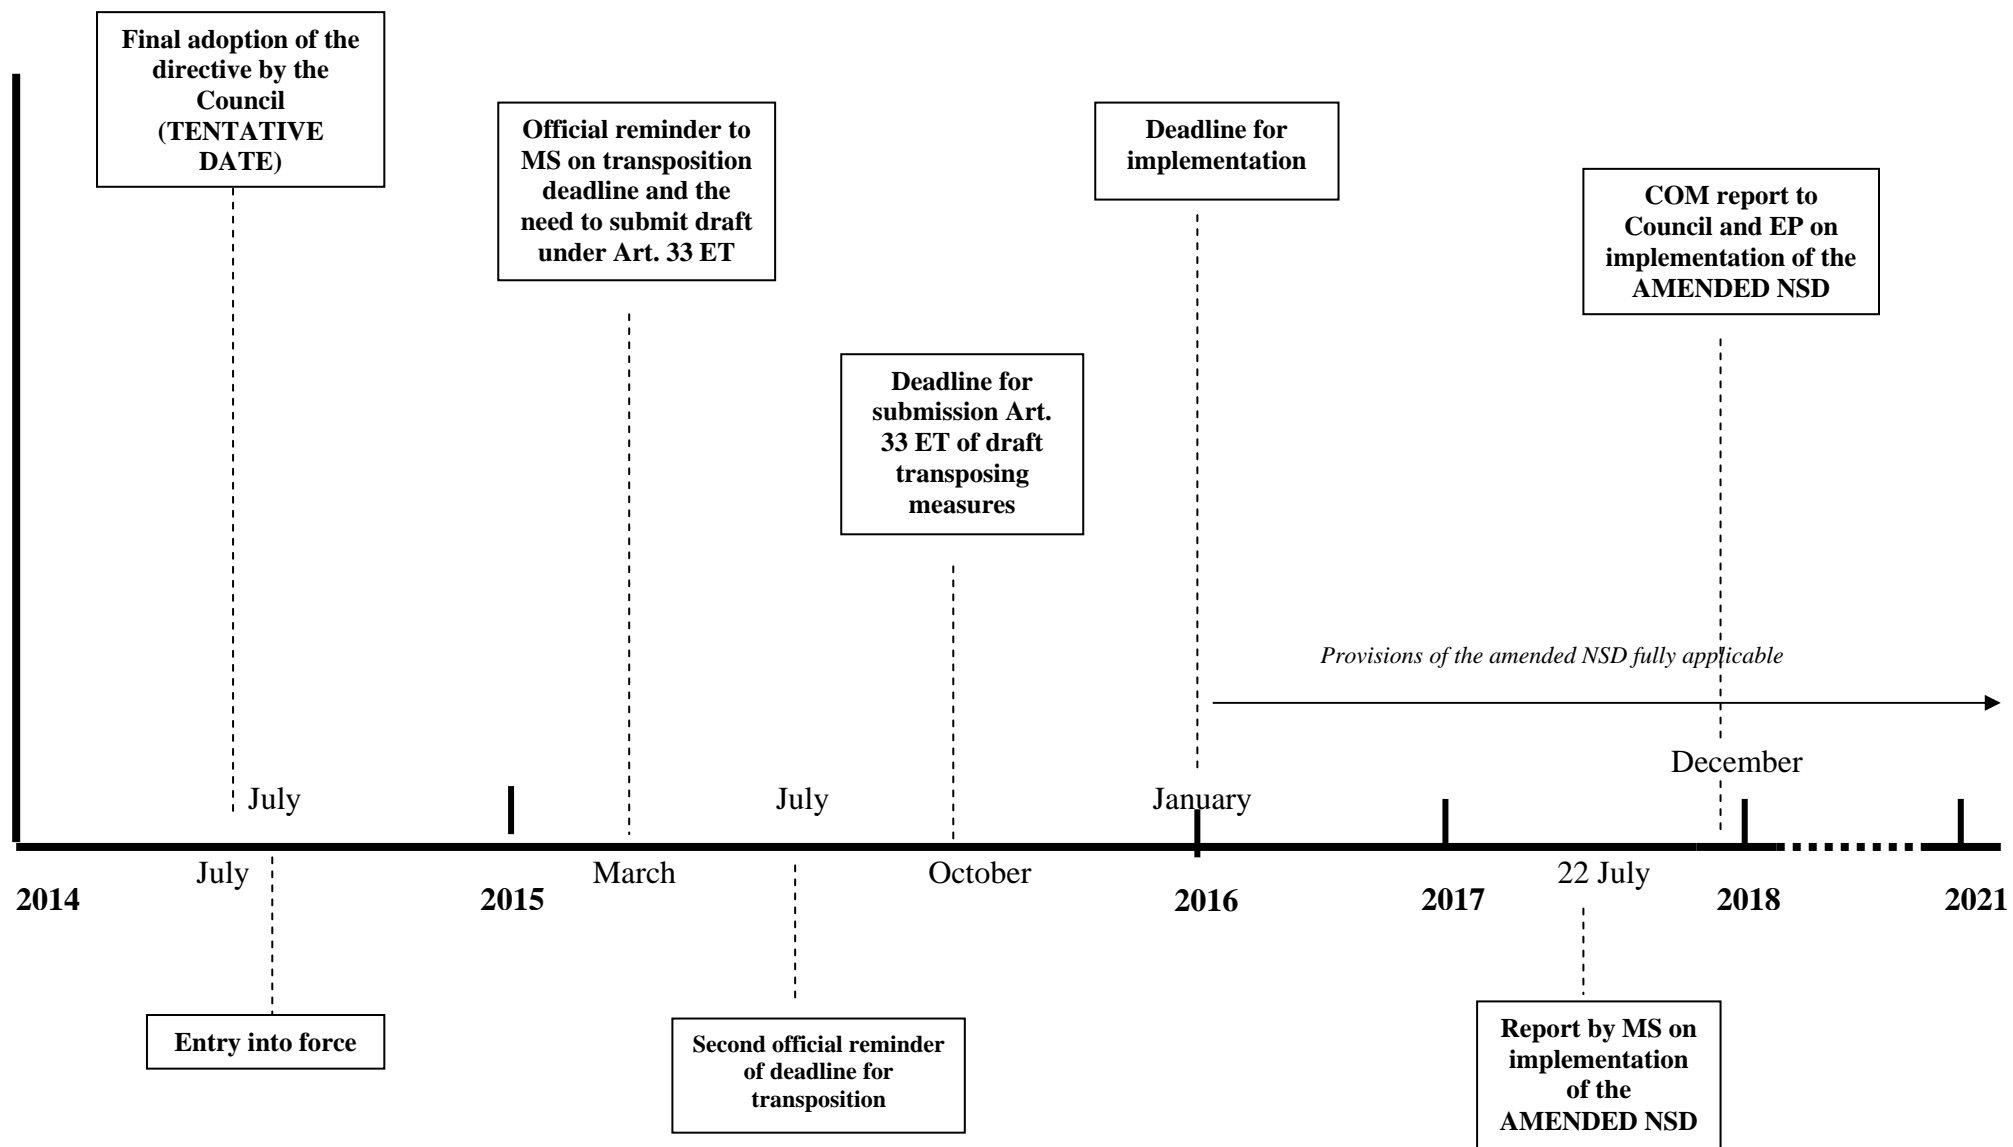 Final adoption of the
directive by the
Council
(TENTATIVE
DATE)
Official reminder to
MS on transposition
deadline and the
need to submit draft
under Art. 33 ET
Deadline for
implementation
COM report to
Council and EP on
implementation of the
AMENDED NSD
Deadline for
submission Art.
33 ET of draft
transposing
measures
Provisions of the amended NSD fully applicable
December
July
July
January
July
March
October
22 July
2014
2015
2016
2017
2018
2021
Entry into force
Second official reminder
of deadline for
transposition
Report by MS on
implementation
of the
AMENDED NSD